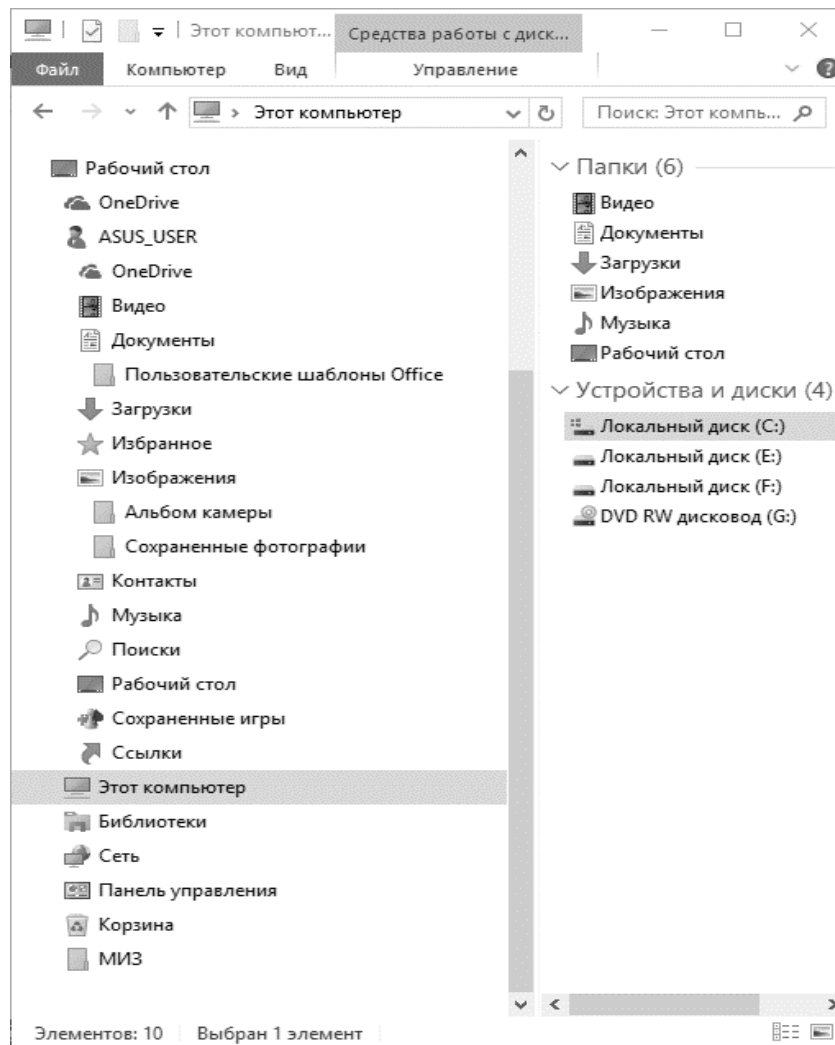 Этот компьют... Средства работы с диск...
Файл Компьютер Вид Управление
Этот компьютер Поиск: Этот компь...
Рабочий стол
OneDrive
ASUS_USER
OneDrive
Видео
Документы
Пользовательские шаблоны Office
Загрузки
Избранное
Изображения
Альбом камеры
Сохраненные фотографии
Контакты
Музыка
Поиски
Рабочий стол
Сохраненные игры
Ссылки
Этот компьютер
Библиотеки
Сеть
Панель управления
Корзина
МИЗ
Папки (6)
Видео
Документы
Загрузки
Изображения
Музыка
Рабочий стол
Устройства и диски (4)
Локальный диск (C:)
Локальный диск (E:)
Локальный диск (F:)
DVD RW дисковод (G:)
Элементов: 10 Выбран 1 элемент